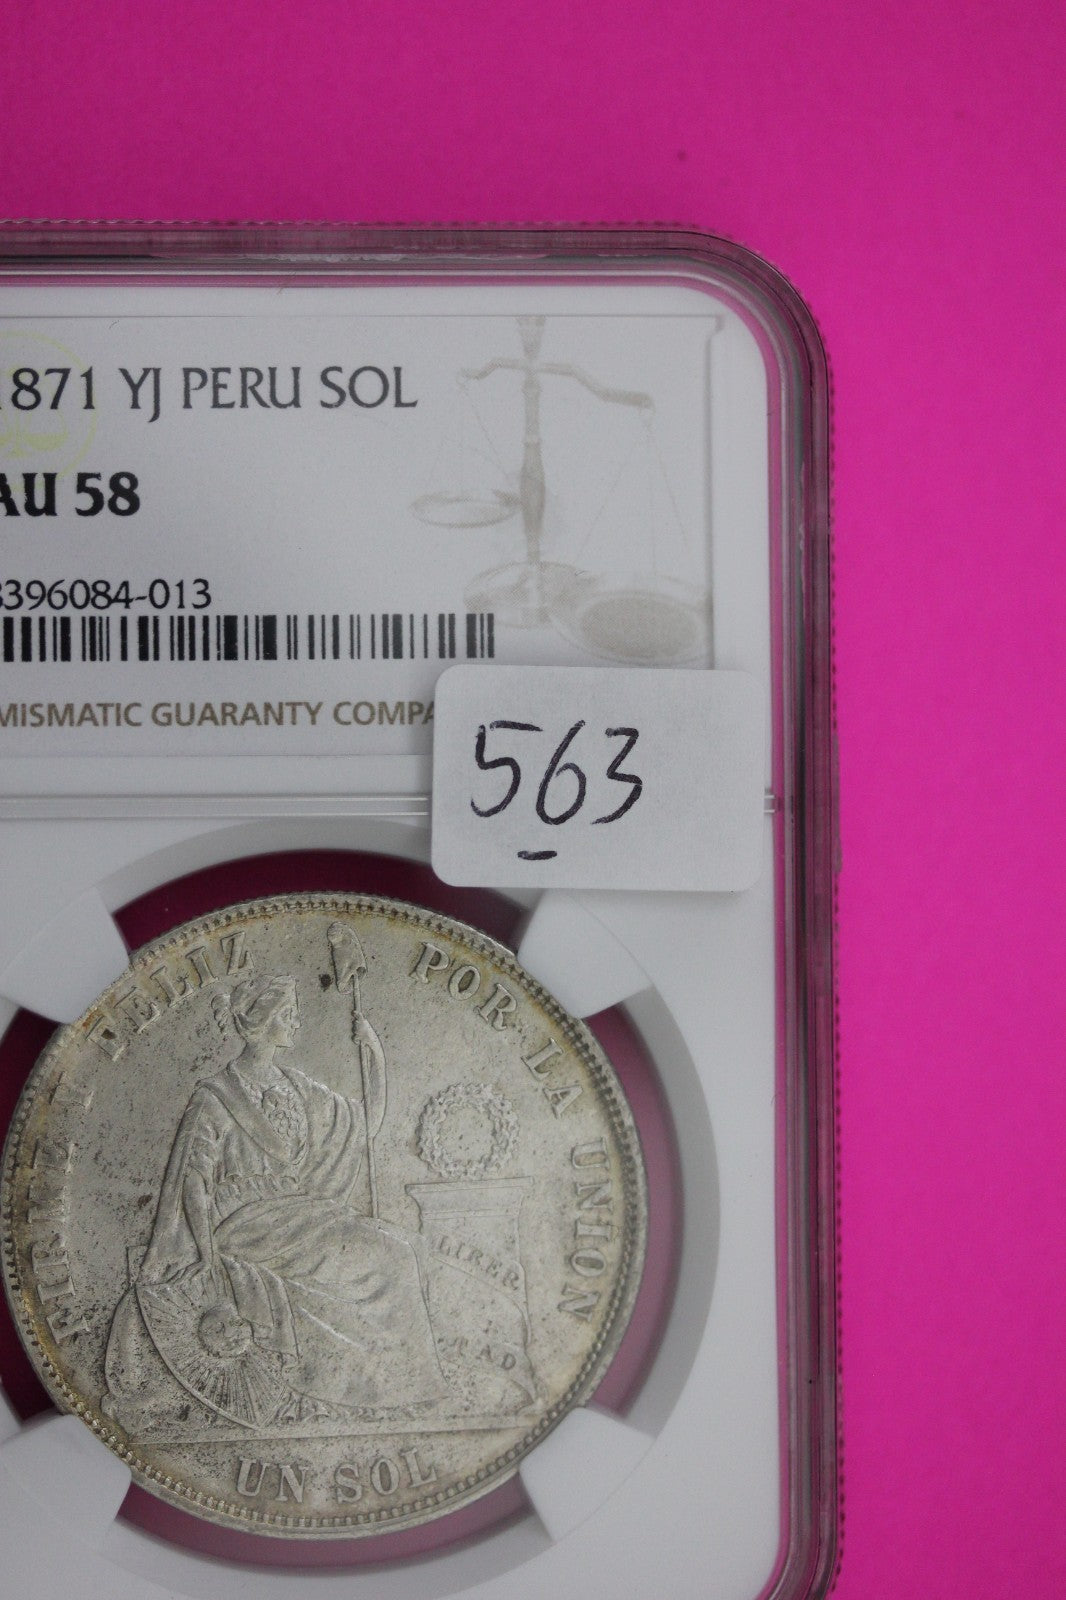 1871 YJ PERU SOL
AU 58
396084-013
MISMATIC GUARANTY COMPA
563
FIRME Y FELIZ POR LA UNION
LIBER
TAD
UN SOL